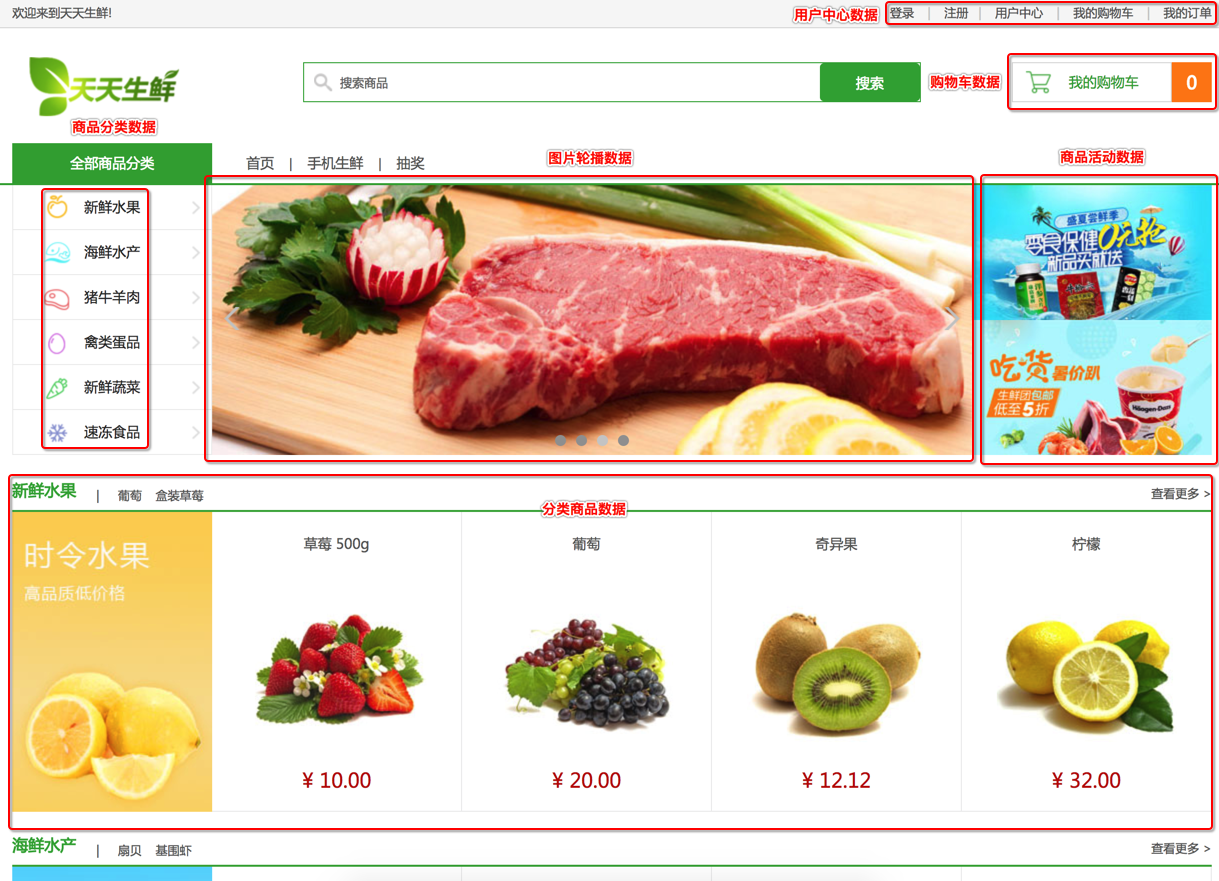 欢迎来到天天生鲜!
用户中心数据
登录 | 注册 | 用户中心 | 我的购物车 | 我的订单
天天生鲜
搜索商品
搜索
购物车数据
我的购物车
0
商品分类数据
全部商品分类
首页 | 手机生鲜 | 抽奖
图片轮播数据
商品活动数据
新鲜水果
海鲜水产
猪牛羊肉
禽类蛋品
新鲜蔬菜
速冻食品
盛夏尝鲜季
零食保健0元抢
新品买就送
吃货暑价趴
生鲜团包邮
低至5折
Häagen-Dazs
新鲜水果 | 葡萄 盒装草莓
查看更多 >
分类商品数据
时令水果
高品质低价格
草莓 500g
葡萄
奇异果
柠檬
¥ 10.00
¥ 20.00
¥ 12.12
¥ 32.00
海鲜水产 | 扇贝 基围虾
查看更多 >